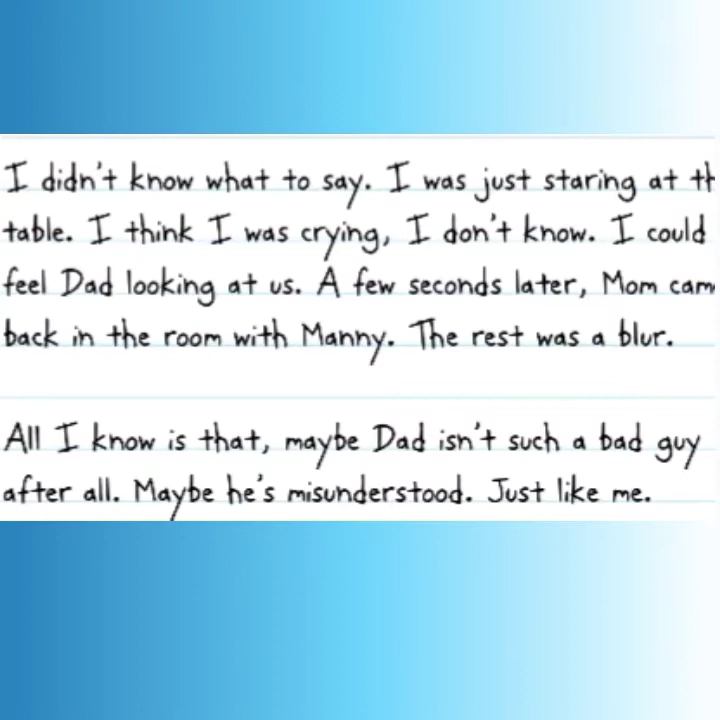 I didn't know what to say. I was just staring at th
table. I think I was crying, I don't know. I could
feel Dad looking at us. A few seconds later, Mom cam
back in the room with Manny. The rest was a blur.
All I know is that, maybe Dad isn't such a bad guy
after all. Maybe he's misunderstood. Just like me.